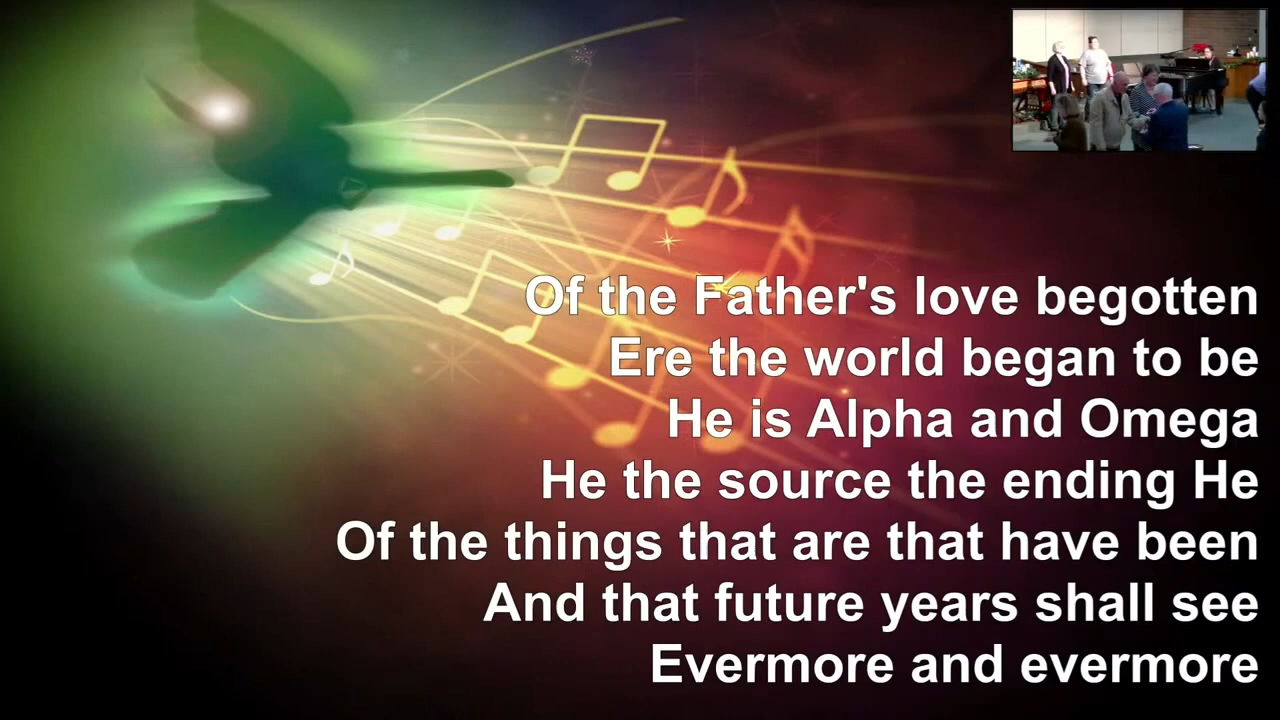 Of the Father's love begotten
Ere the world began to be
He is Alpha and Omega
He the source the ending He
Of the things that are that have been
And that future years shall see
Evermore and evermore